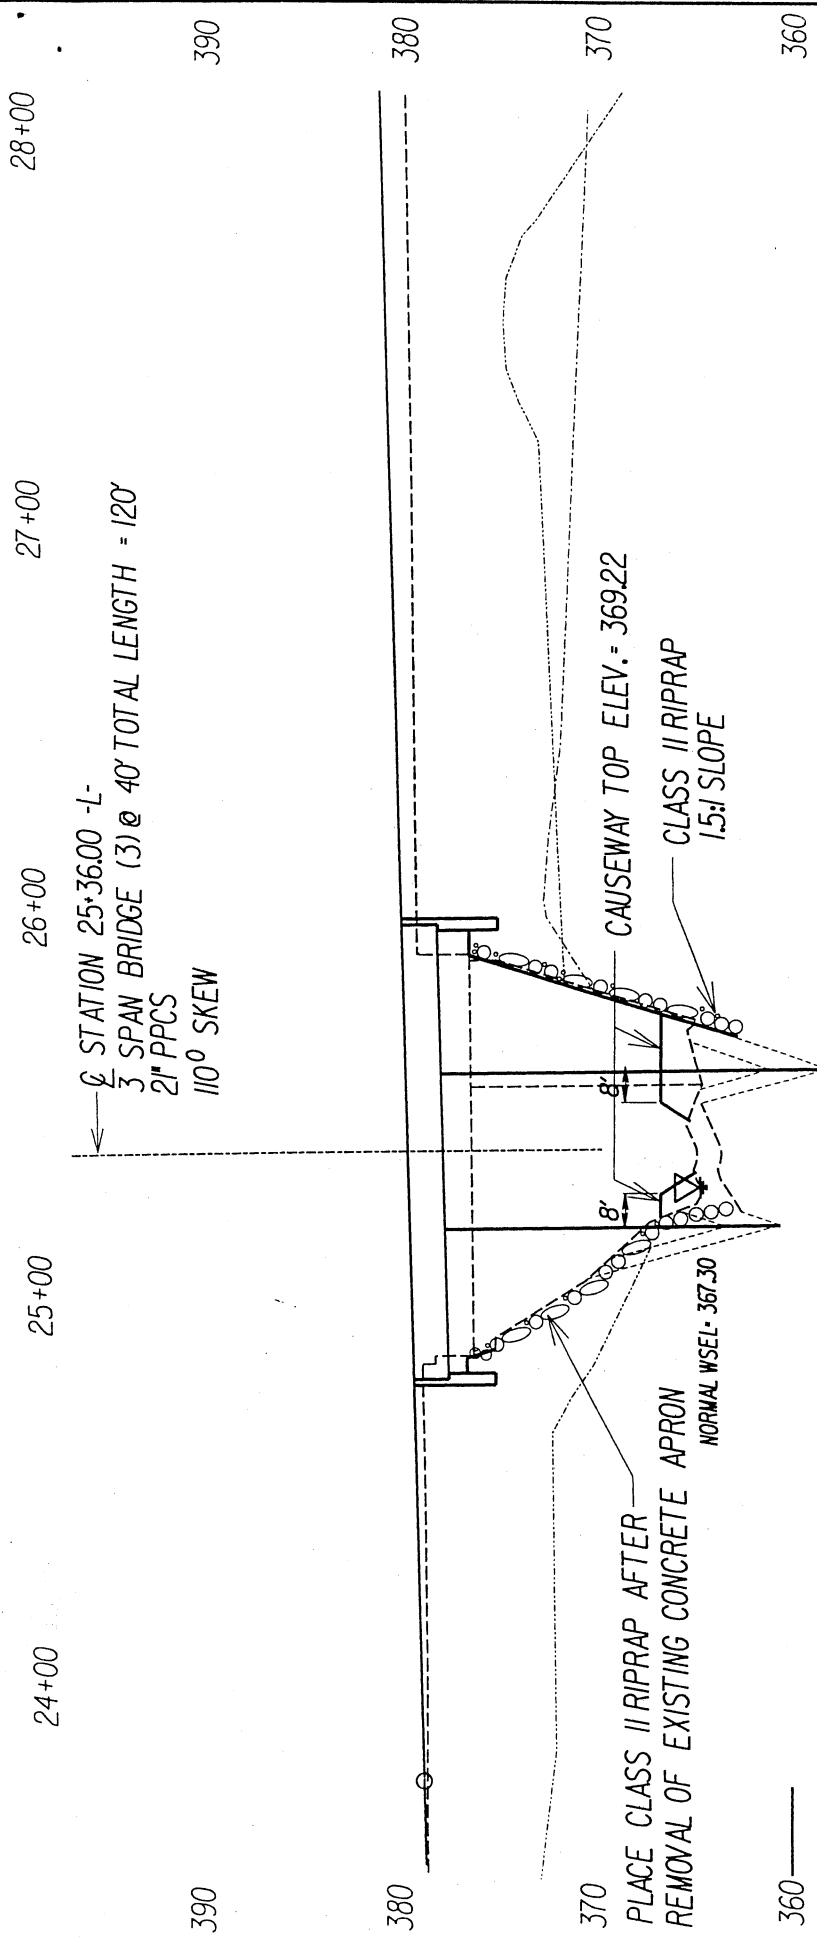 ℄ STATION 25+36.00 -L-
3 SPAN BRIDGE (3) @ 40' TOTAL LENGTH = 120'
21" PPCS
110° SKEW
390
390
380
380
370
370
360
360
CAUSEWAY TOP ELEV.= 369.22
CLASS II RIPRAP
1.5:1 SLOPE
8'
8'
PLACE CLASS II RIPRAP AFTER
REMOVAL OF EXISTING CONCRETE APRON
NORMAL WSEL= 367.30
24+00
25+00
26+00
27+00
28+00